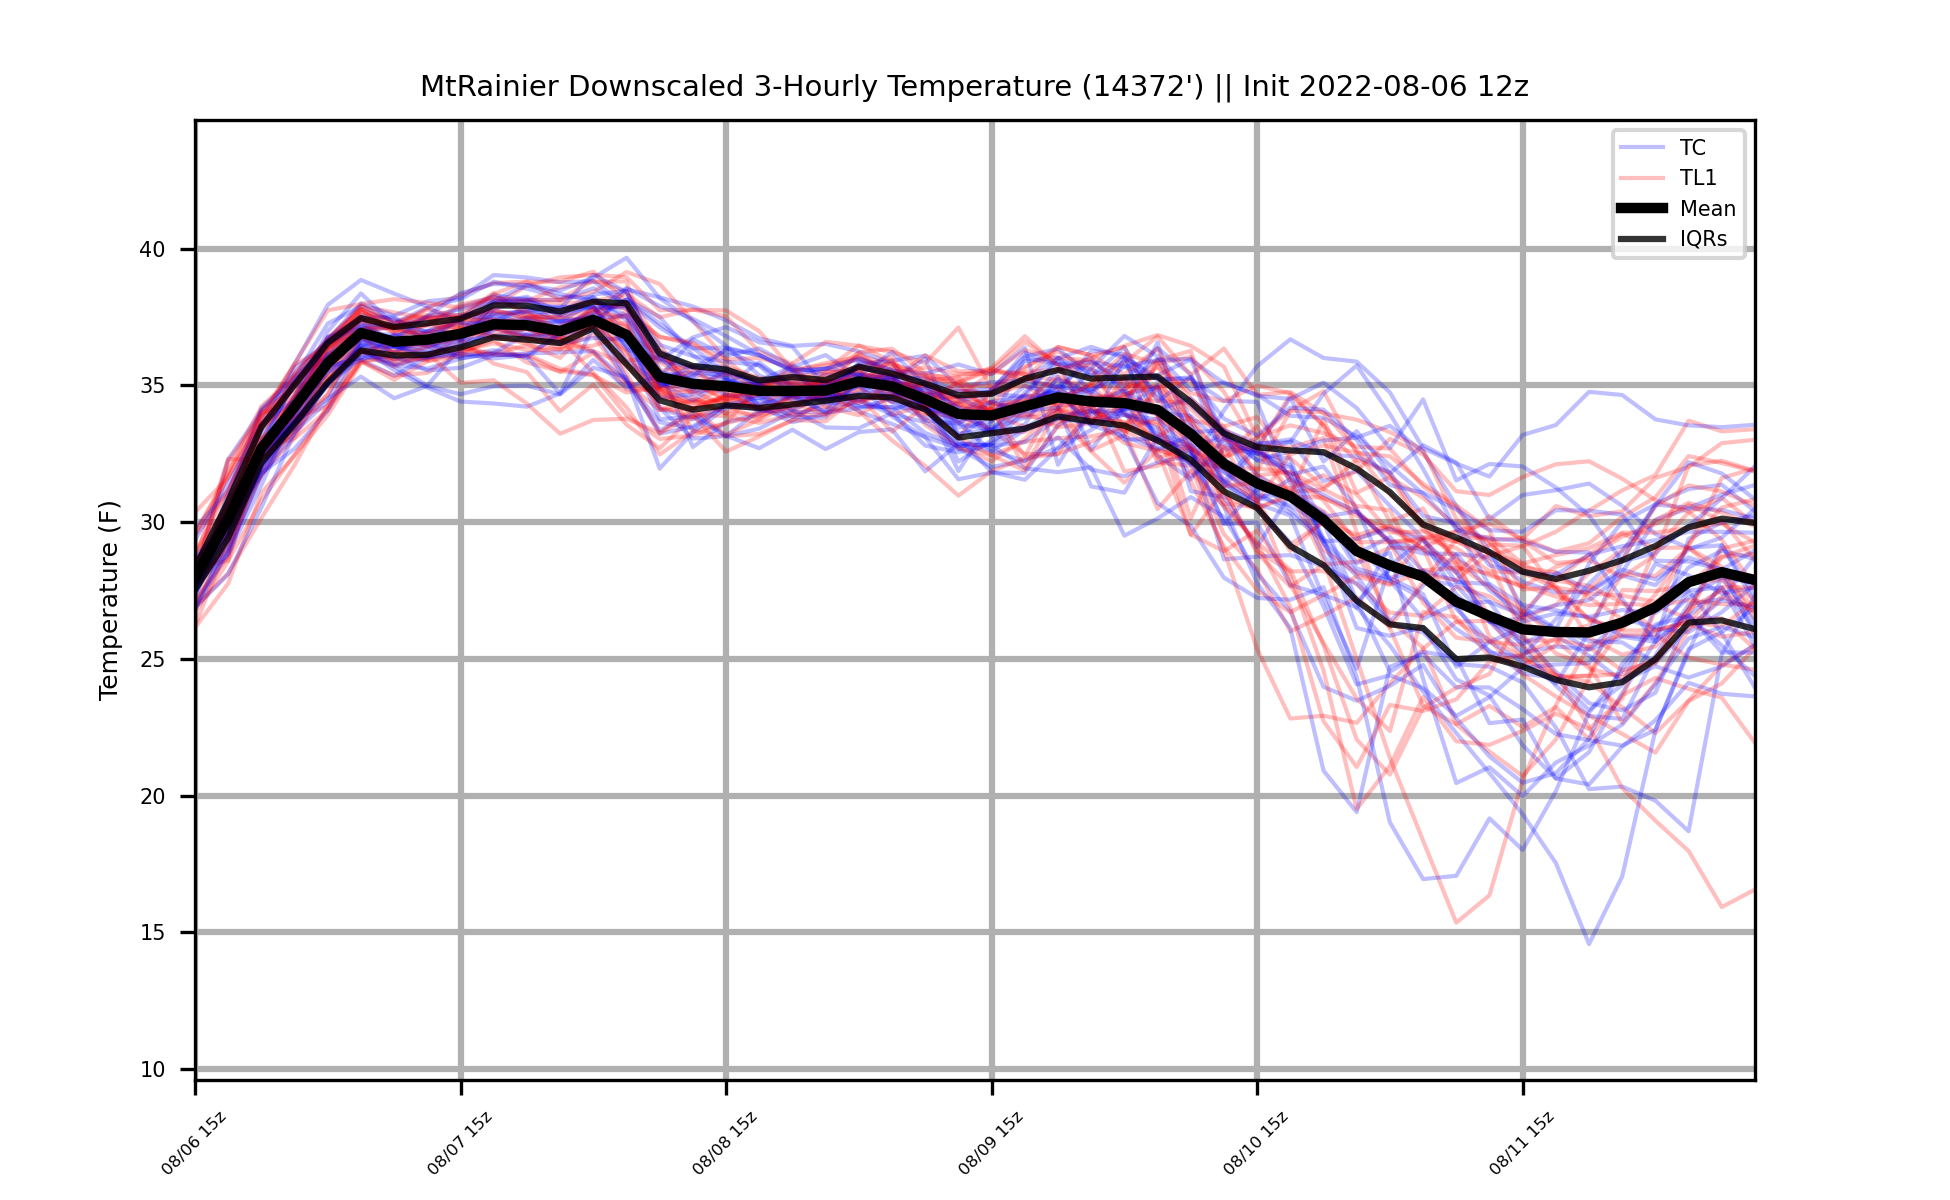 MtRainier Downscaled 3-Hourly Temperature (14372') || Init 2022-08-06 12z
TC
TL1
Mean
IQRs
Temperature (F)
40
35
30
25
20
15
10
08/06 15z
08/07 15z
08/08 15z
08/09 15z
08/10 15z
08/11 15z